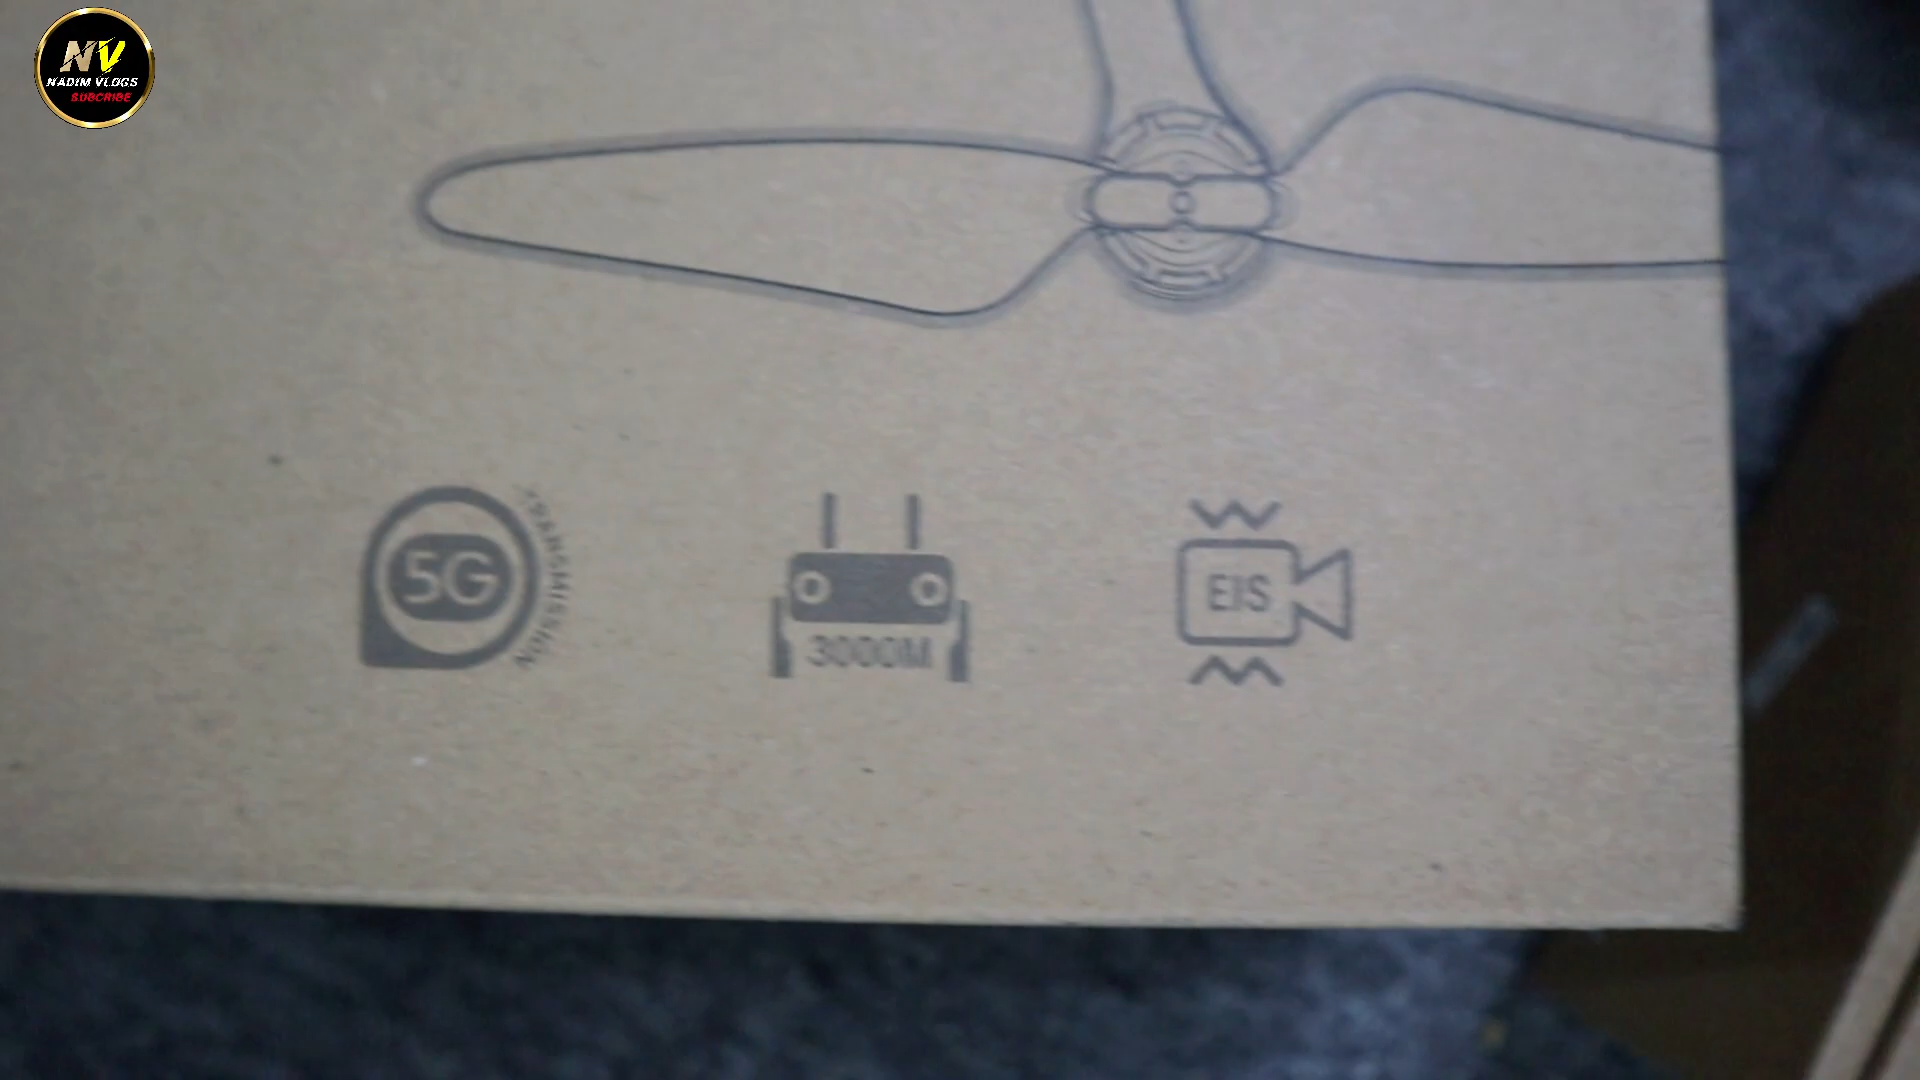 NV
NADIM VLOGS
SUBCRIBE
5G
TRANSMISSION
3000M
EIS